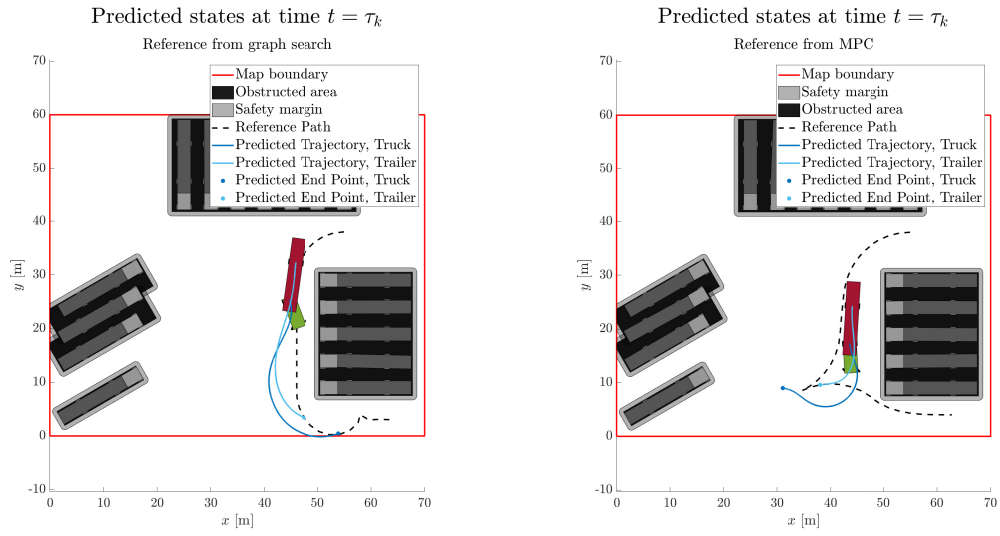 Predicted states at time t = τk
Reference from graph search
70
60
50
40
30
20
10
0
-10
y [m]
0 10 20 30 40 50 60 70
x [m]
Map boundary
Obstructed area
Safety margin
Reference Path
Predicted Trajectory, Truck
Predicted Trajectory, Trailer
Predicted End Point, Truck
Predicted End Point, Trailer
Predicted states at time t = τk
Reference from MPC
70
60
50
40
30
20
10
0
-10
y [m]
0 10 20 30 40 50 60 70
x [m]
Map boundary
Safety margin
Obstructed area
Reference Path
Predicted Trajectory, Truck
Predicted Trajectory, Trailer
Predicted End Point, Truck
Predicted End Point, Trailer